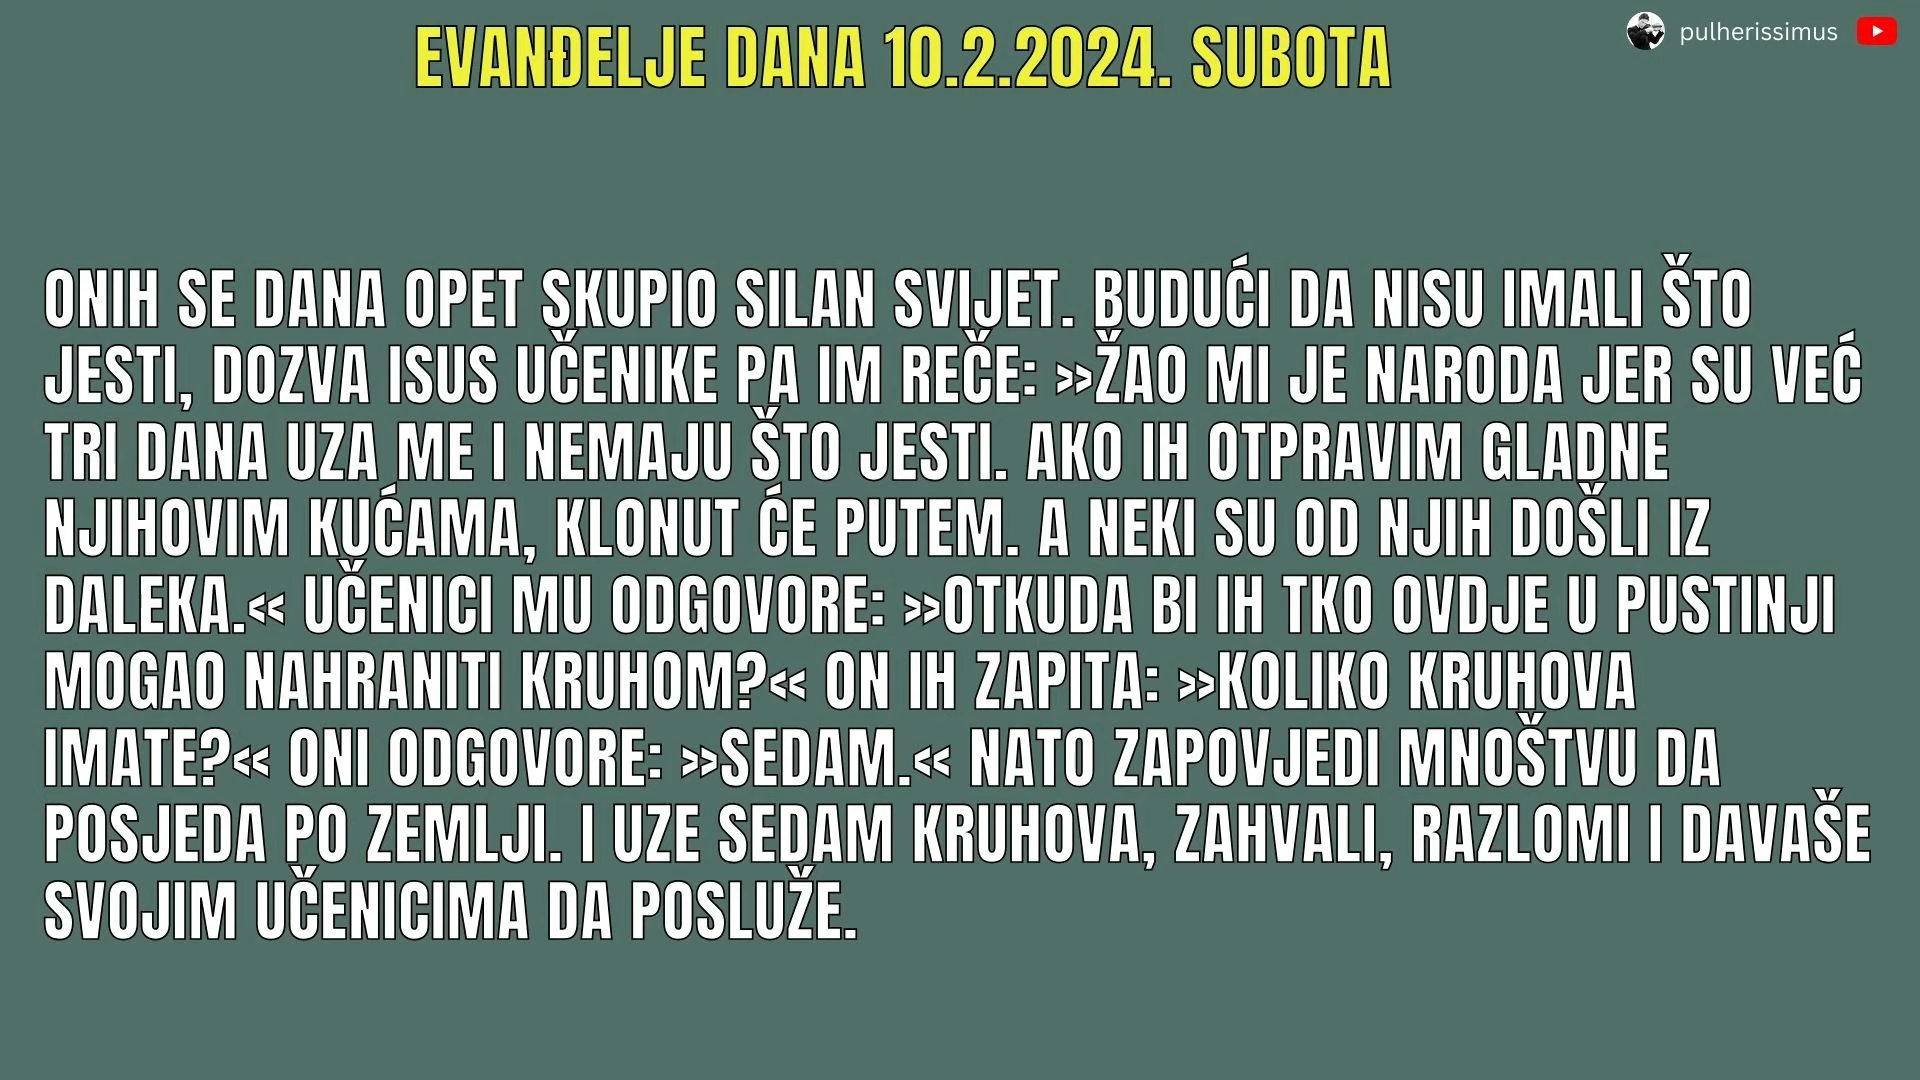 EVANĐELJE DANA 10.2.2024. SUBOTA
pulherissimus
ONIH SE DANA OPET SKUPIO SILAN SVIJET. BUDUĆI DA NISU IMALI ŠTO
JESTI, DOZVA ISUS UČENIKE PA IM REČE: »ŽAO MI JE NARODA JER SU VEĆ
TRI DANA UZA ME I NEMAJU ŠTO JESTI. AKO IH OTPRAVIM GLADNE
NJIHOVIM KUĆAMA, KLONUT ĆE PUTEM. A NEKI SU OD NJIH DOŠLI IZ
DALEKA.« UČENICI MU ODGOVORE: »OTKUDA BI IH TKO OVDJE U PUSTINJI
MOGAO NAHRANITI KRUHOM?« ON IH ZAPITA: »KOLIKO KRUHOVA
IMATE?« ONI ODGOVORE: »SEDAM.« NATO ZAPOVJEDI MNOŠTVU DA
POSJEDA PO ZEMLJI. I UZE SEDAM KRUHOVA, ZAHVALI, RAZLOMI I DAVAŠE
SVOJIM UČENICIMA DA POSLUŽE.